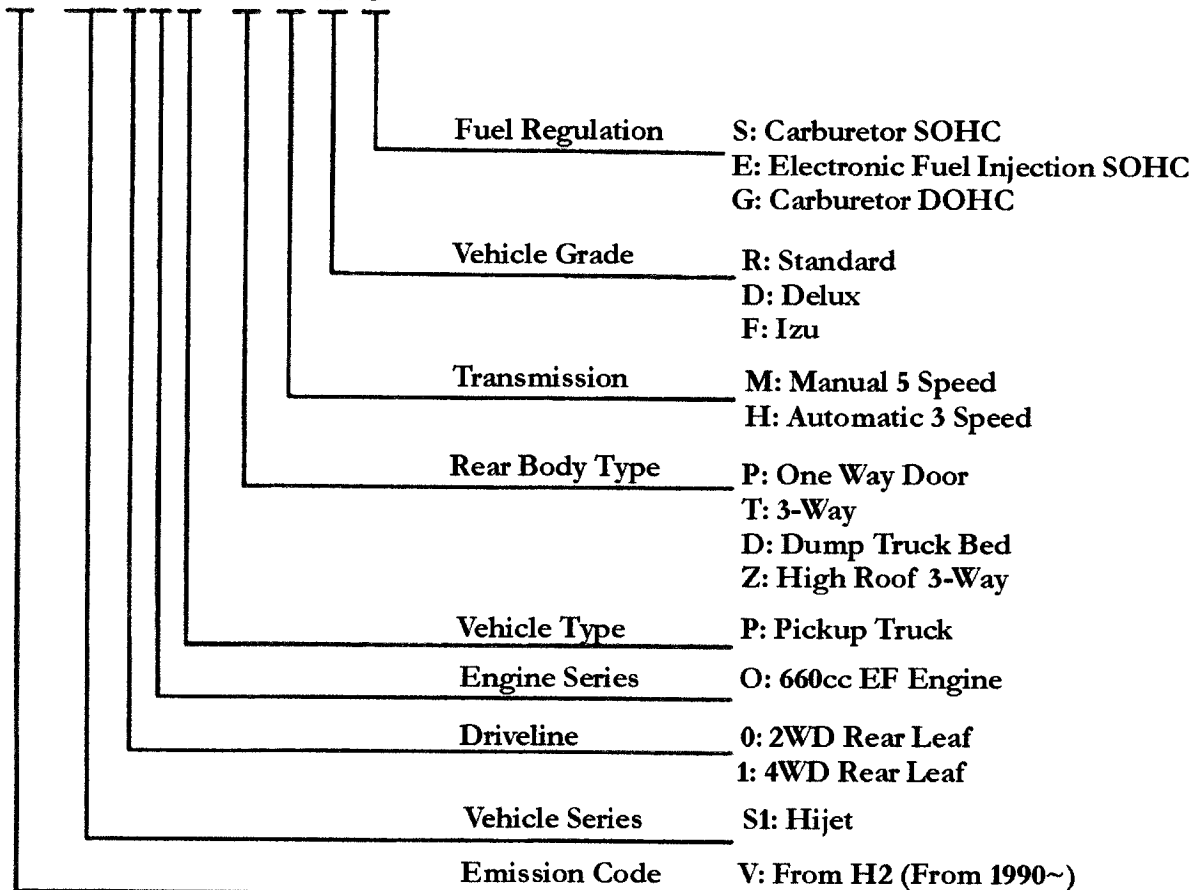 Fuel Regulation S: Carburetor SOHC
E: Electronic Fuel Injection SOHC
G: Carburetor DOHC
Vehicle Grade R: Standard
D: Delux
F: Izu
Transmission M: Manual 5 Speed
H: Automatic 3 Speed
Rear Body Type P: One Way Door
T: 3-Way
D: Dump Truck Bed
Z: High Roof 3-Way
Vehicle Type P: Pickup Truck
Engine Series O: 660cc EF Engine
Driveline 0: 2WD Rear Leaf
1: 4WD Rear Leaf
Vehicle Series S1: Hijet
Emission Code V: From H2 (From 1990~)